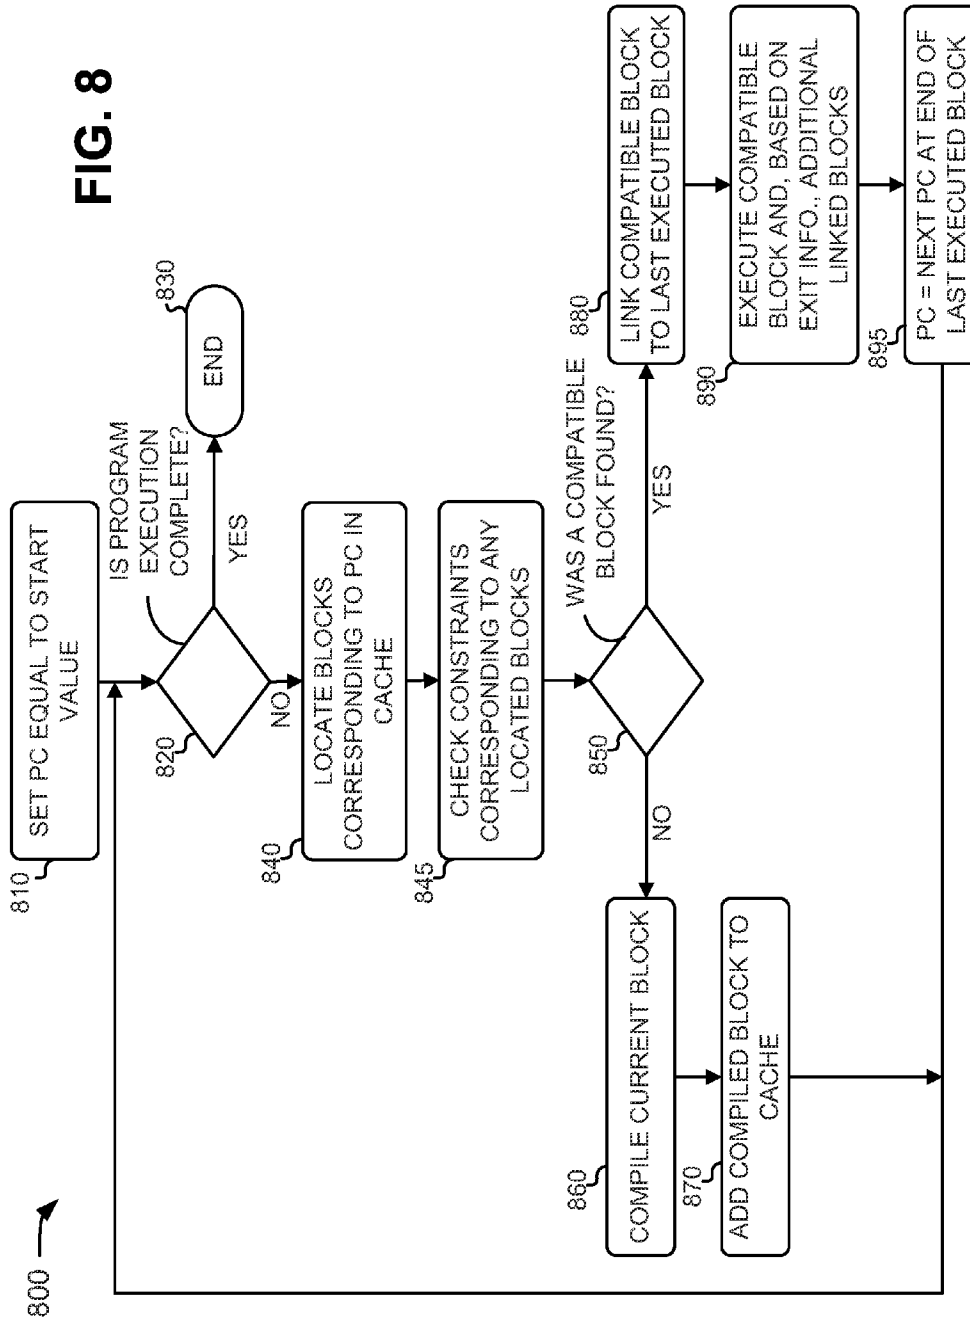 FIG. 8
800
810
SET PC EQUAL TO START
VALUE
IS PROGRAM
EXECUTION
COMPLETE?
820
YES
830
END
NO
840
LOCATE BLOCKS
CORRESPONDING TO PC IN
CACHE
845
CHECK CONSTRAINTS
CORRESPONDING TO ANY
LOCATED BLOCKS
WAS A COMPATIBLE
BLOCK FOUND?
850
NO
YES
860
COMPILE CURRENT BLOCK
870
ADD COMPILED BLOCK TO
CACHE
880
LINK COMPATIBLE BLOCK
TO LAST EXECUTED BLOCK
890
EXECUTE COMPATIBLE
BLOCK AND, BASED ON
EXIT INFO., ADDITIONAL
LINKED BLOCKS
895
PC = NEXT PC AT END OF
LAST EXECUTED BLOCK